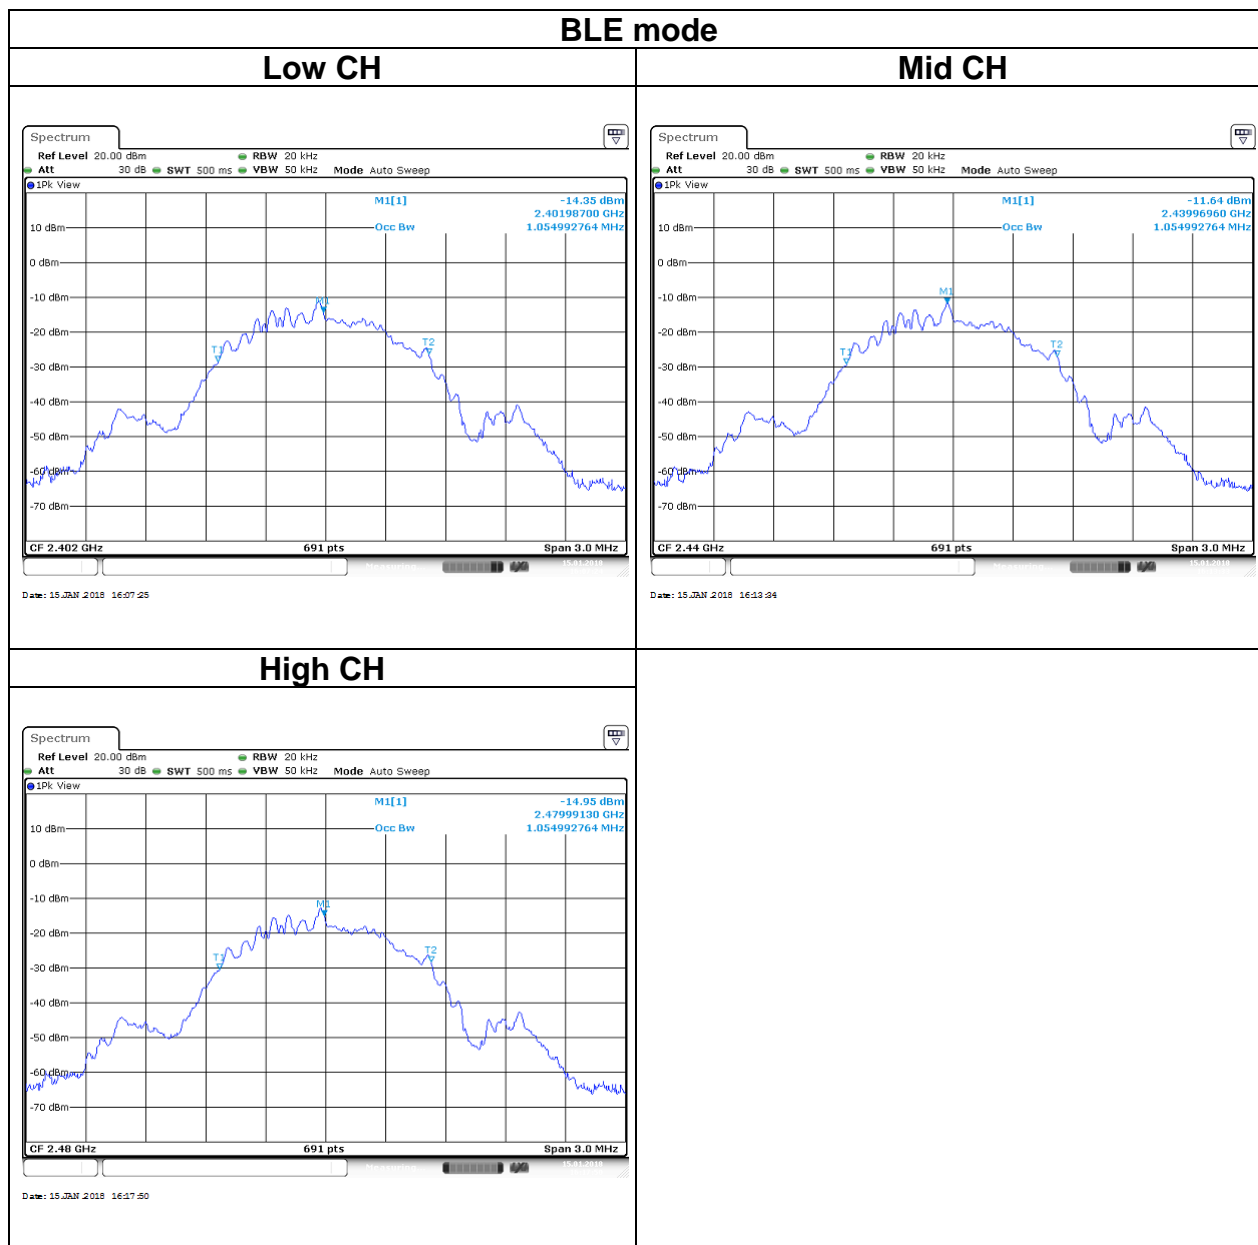 BLE mode
Low CH
Mid CH
Spectrum
Ref Level 20.00 dBm RBW 20 kHz
Att 30 dB SWT 500 ms VBW 50 kHz Mode Auto Sweep
1Pk View
M1[1] -14.35 dBm
2.40198700 GHz
Occ Bw 1.054992764 MHz
10 dBm
0 dBm
-10 dBm
M1
-20 dBm
T1
T2
-30 dBm
-40 dBm
-50 dBm
-60 dBm
-70 dBm
CF 2.402 GHz 691 pts Span 3.0 MHz
Measuring... 15.01.2018
Date: 15.JAN.2018 16:07:25
Spectrum
Ref Level 20.00 dBm RBW 20 kHz
Att 30 dB SWT 500 ms VBW 50 kHz Mode Auto Sweep
1Pk View
M1[1] -11.64 dBm
2.43996960 GHz
Occ Bw 1.054992764 MHz
10 dBm
0 dBm
-10 dBm
M1
-20 dBm
T1
T2
-30 dBm
-40 dBm
-50 dBm
-60 dBm
-70 dBm
CF 2.44 GHz 691 pts Span 3.0 MHz
Measuring... 15.01.2018
Date: 15.JAN.2018 16:13:34
High CH
Spectrum
Ref Level 20.00 dBm RBW 20 kHz
Att 30 dB SWT 500 ms VBW 50 kHz Mode Auto Sweep
1Pk View
M1[1] -14.95 dBm
2.47999130 GHz
Occ Bw 1.054992764 MHz
10 dBm
0 dBm
-10 dBm
M1
-20 dBm
T1
T2
-30 dBm
-40 dBm
-50 dBm
-60 dBm
-70 dBm
CF 2.48 GHz 691 pts Span 3.0 MHz
Measuring... 15.01.2018
Date: 15.JAN.2018 16:17:50